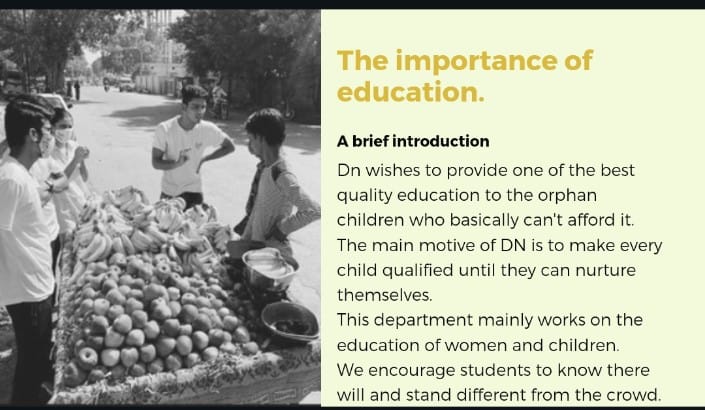 The importance of
education.
A brief introduction
Dn wishes to provide one of the best
quality education to the orphan
children who basically can't afford it.
The main motive of DN is to make every
child qualified until they can nurture
themselves.
This department mainly works on the
education of women and children.
We encourage students to know there
will and stand different from the crowd.